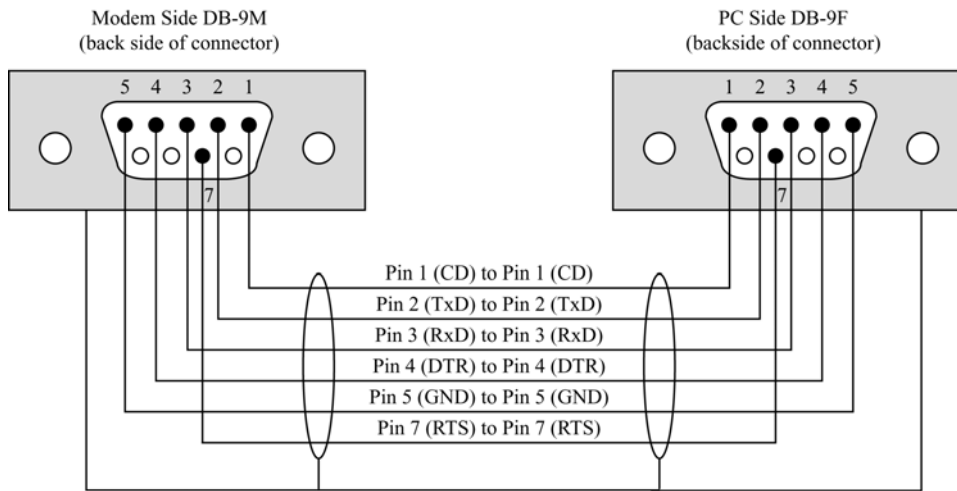 Modem Side DB-9M
(back side of connector)
PC Side DB-9F
(backside of connector)
5 4 3 2 1
1 2 3 4 5
7
7
Pin 1 (CD) to Pin 1 (CD)
Pin 2 (TxD) to Pin 2 (TxD)
Pin 3 (RxD) to Pin 3 (RxD)
Pin 4 (DTR) to Pin 4 (DTR)
Pin 5 (GND) to Pin 5 (GND)
Pin 7 (RTS) to Pin 7 (RTS)